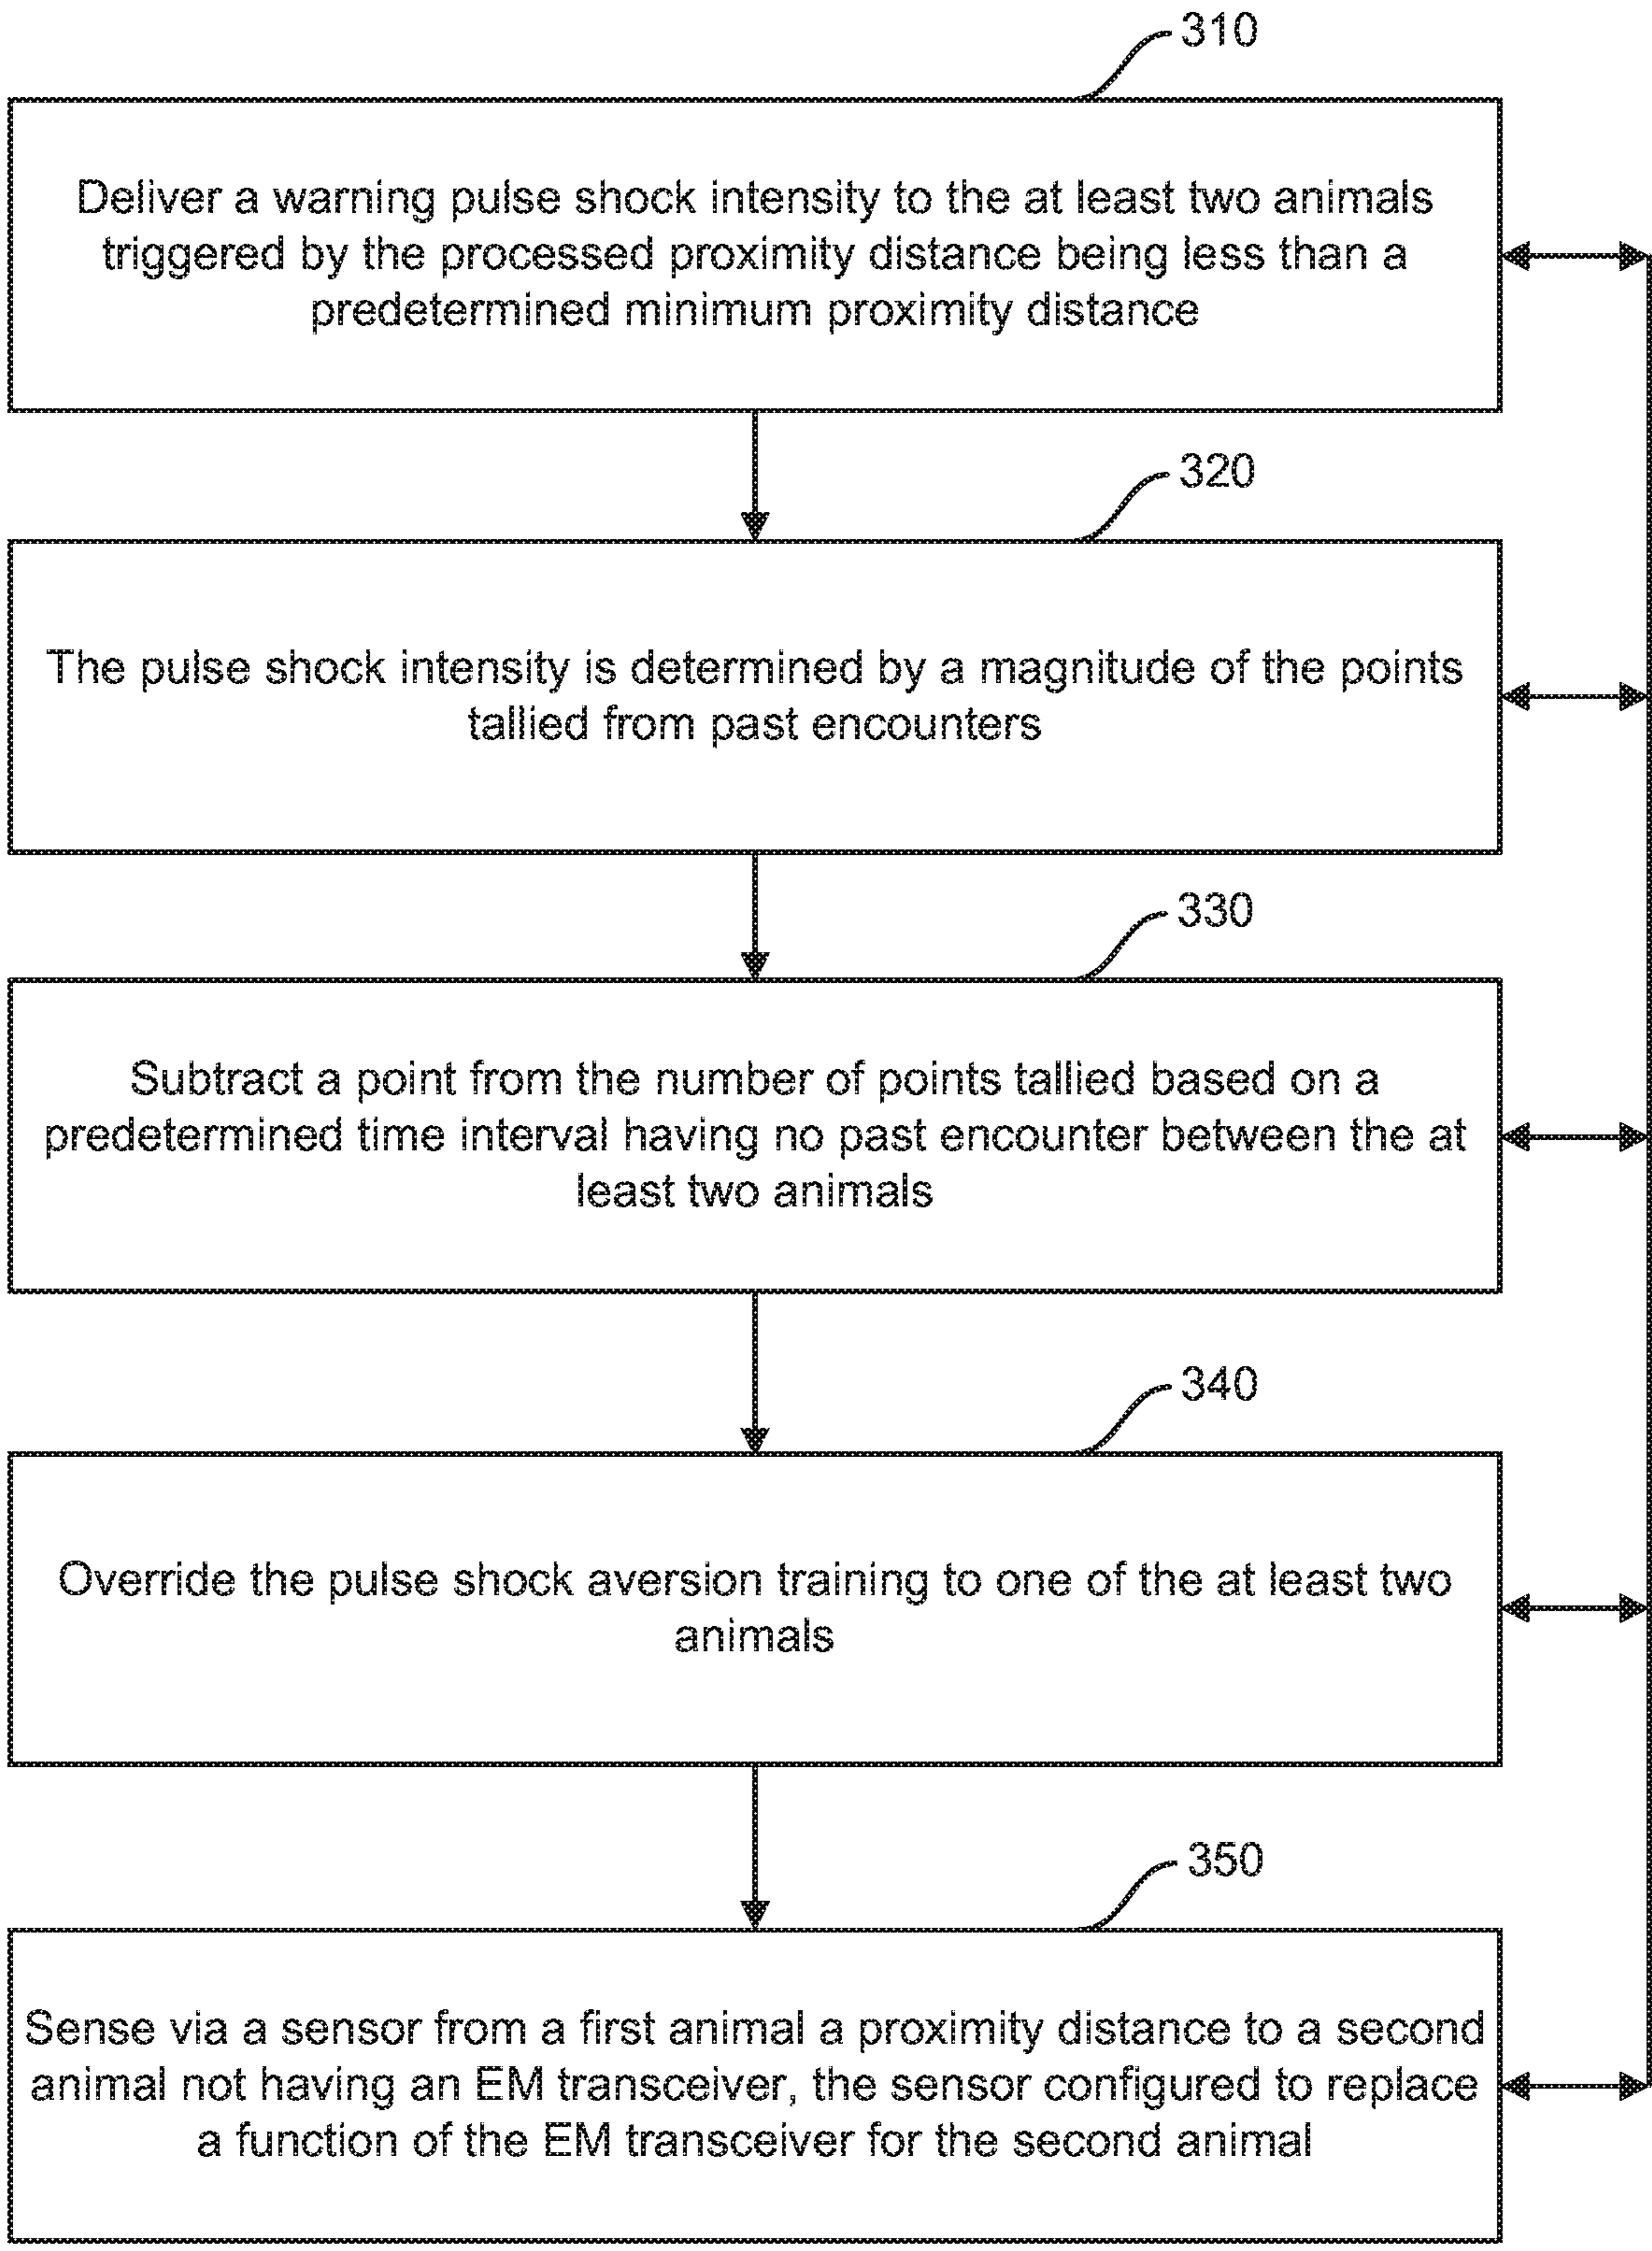 310
Deliver a warning pulse shock intensity to the at least two animals
triggered by the processed proximity distance being less than a
predetermined minimum proximity distance
320
The pulse shock intensity is determined by a magnitude of the points
tallied from past encounters
330
Subtract a point from the number of points tallied based on a
predetermined time interval having no past encounter between the at
least two animals
340
Override the pulse shock aversion training to one of the at least two
animals
350
Sense via a sensor from a first animal a proximity distance to a second
animal not having an EM transceiver, the sensor configured to replace
a function of the EM transceiver for the second animal